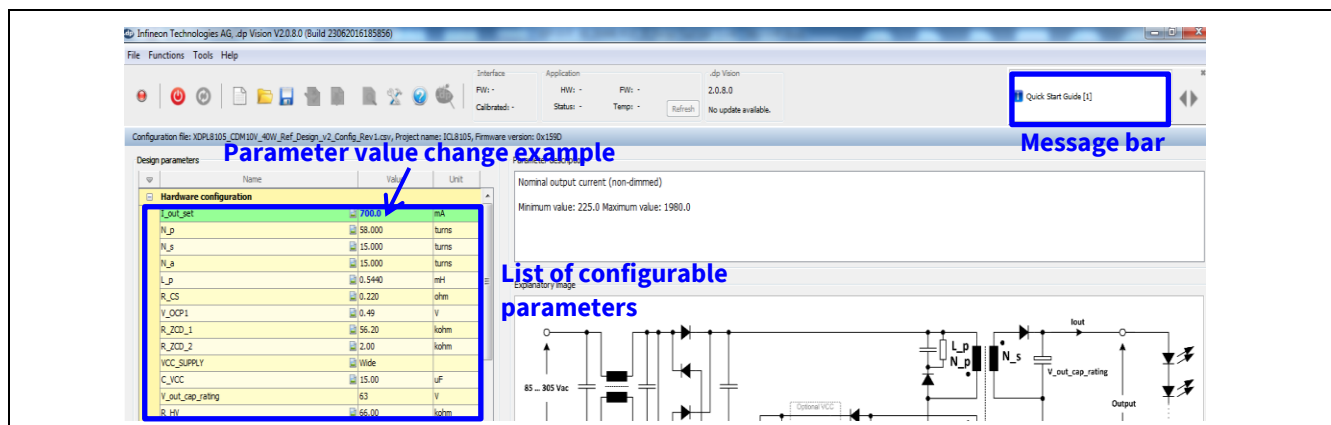 Infineon Technologies AG, .dp Vision V2.0.8.0 (Build 23062016185856)
File Functions Tools Help
Interface Application .dp Vision
FW: - HW: - FW: - 2.0.8.0
Calibrated: - Status: - Temp: - Refresh No update available.
Quick Start Guide [1]
Message bar
Configuration file: XDPL8105_CDM10V_40W_Ref_Design_v2_Config_Rev1.csv, Project name: ICL8105, Firmware version: 0x159D
Parameter value change example
Design parameters Parameter description
Name Value Unit
Nominal output current (non-dimmed)
Minimum value: 225.0 Maximum value: 1980.0
Hardware configuration
I_out_set 700.0 mA
N_p 58.000 turns
N_s 15.000 turns
N_a 15.000 turns
L_p 0.5440 mH
R_CS 0.220 ohm
V_OCP1 0.49 V
R_ZCD_1 56.20 kohm
R_ZCD_2 2.00 kohm
VCC_SUPPLY Wide
C_VCC 15.00 uF
V_out_cap_rating 63 V
R_HV 66.00 kohm
List of configurable
parameters
Explanatory image
Iout
L_p
N_p
N_s
V_out_cap_rating
85 ... 305 Vac
Optional VCC
Output